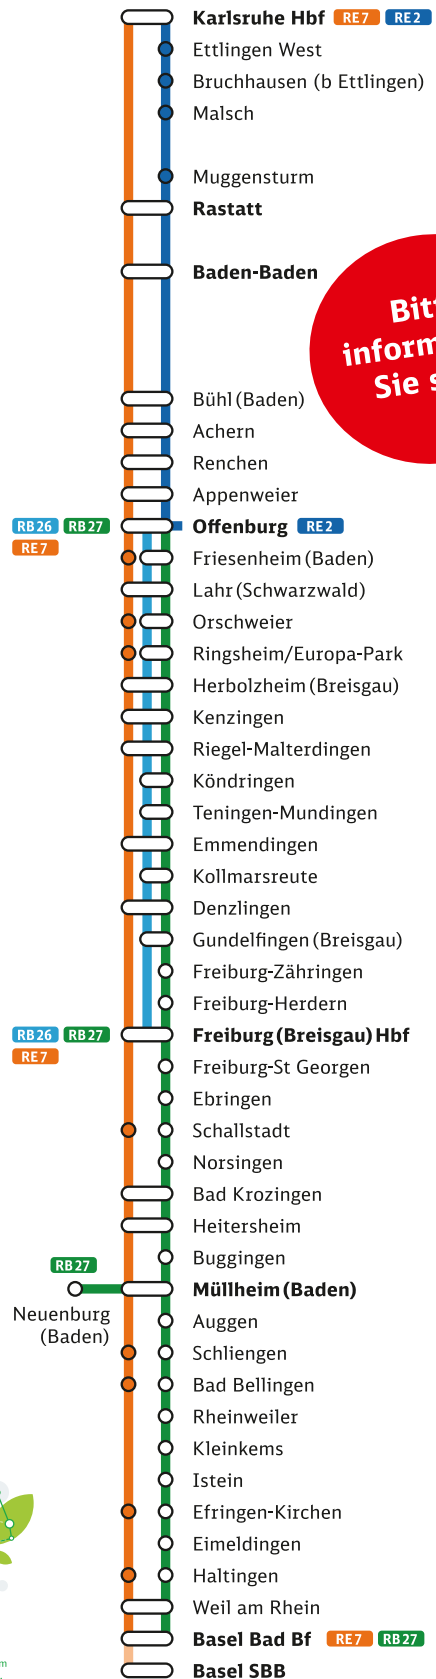 Karlsruhe Hbf RE7 RE2
Ettlingen West
Bruchhausen (b Ettlingen)
Malsch
Muggensturm
Rastatt
Baden-Baden
Bühl (Baden)
Achern
Renchen
Appenweier
RB26 RB27 Offenburg RE2
RE7
Friesenheim (Baden)
Lahr (Schwarzwald)
Orschweier
Ringsheim/Europa-Park
Herbolzheim (Breisgau)
Kenzingen
Riegel-Malterdingen
Köndringen
Teningen-Mundingen
Emmendingen
Kollmarsreute
Denzlingen
Gundelfingen (Breisgau)
Freiburg-Zähringen
Freiburg-Herdern
RB26 RB27 Freiburg (Breisgau) Hbf
RE7
Freiburg-St Georgen
Ebringen
Schallstadt
Norsingen
Bad Krozingen
Heitersheim
Buggingen
RB27
Müllheim (Baden)
Neuenburg
(Baden)
Auggen
Schliengen
Bad Bellingen
Rheinweiler
Kleinkems
Istein
Efringen-Kirchen
Eimeldingen
Haltingen
Weil am Rhein
Basel Bad Bf RE7 RB27
Basel SBB
Bit
inform
Sie s